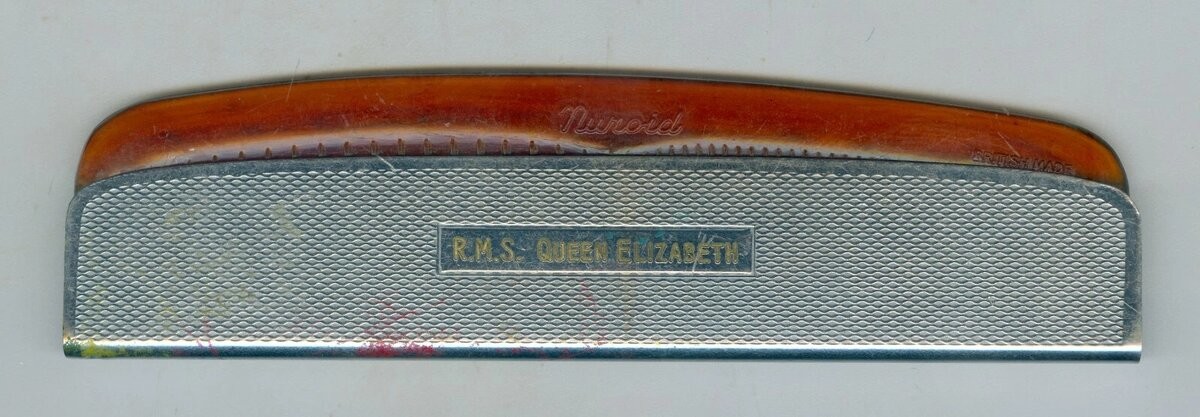 Nuroid
BRITISH MADE
R.M.S. QUEEN ELIZABETH